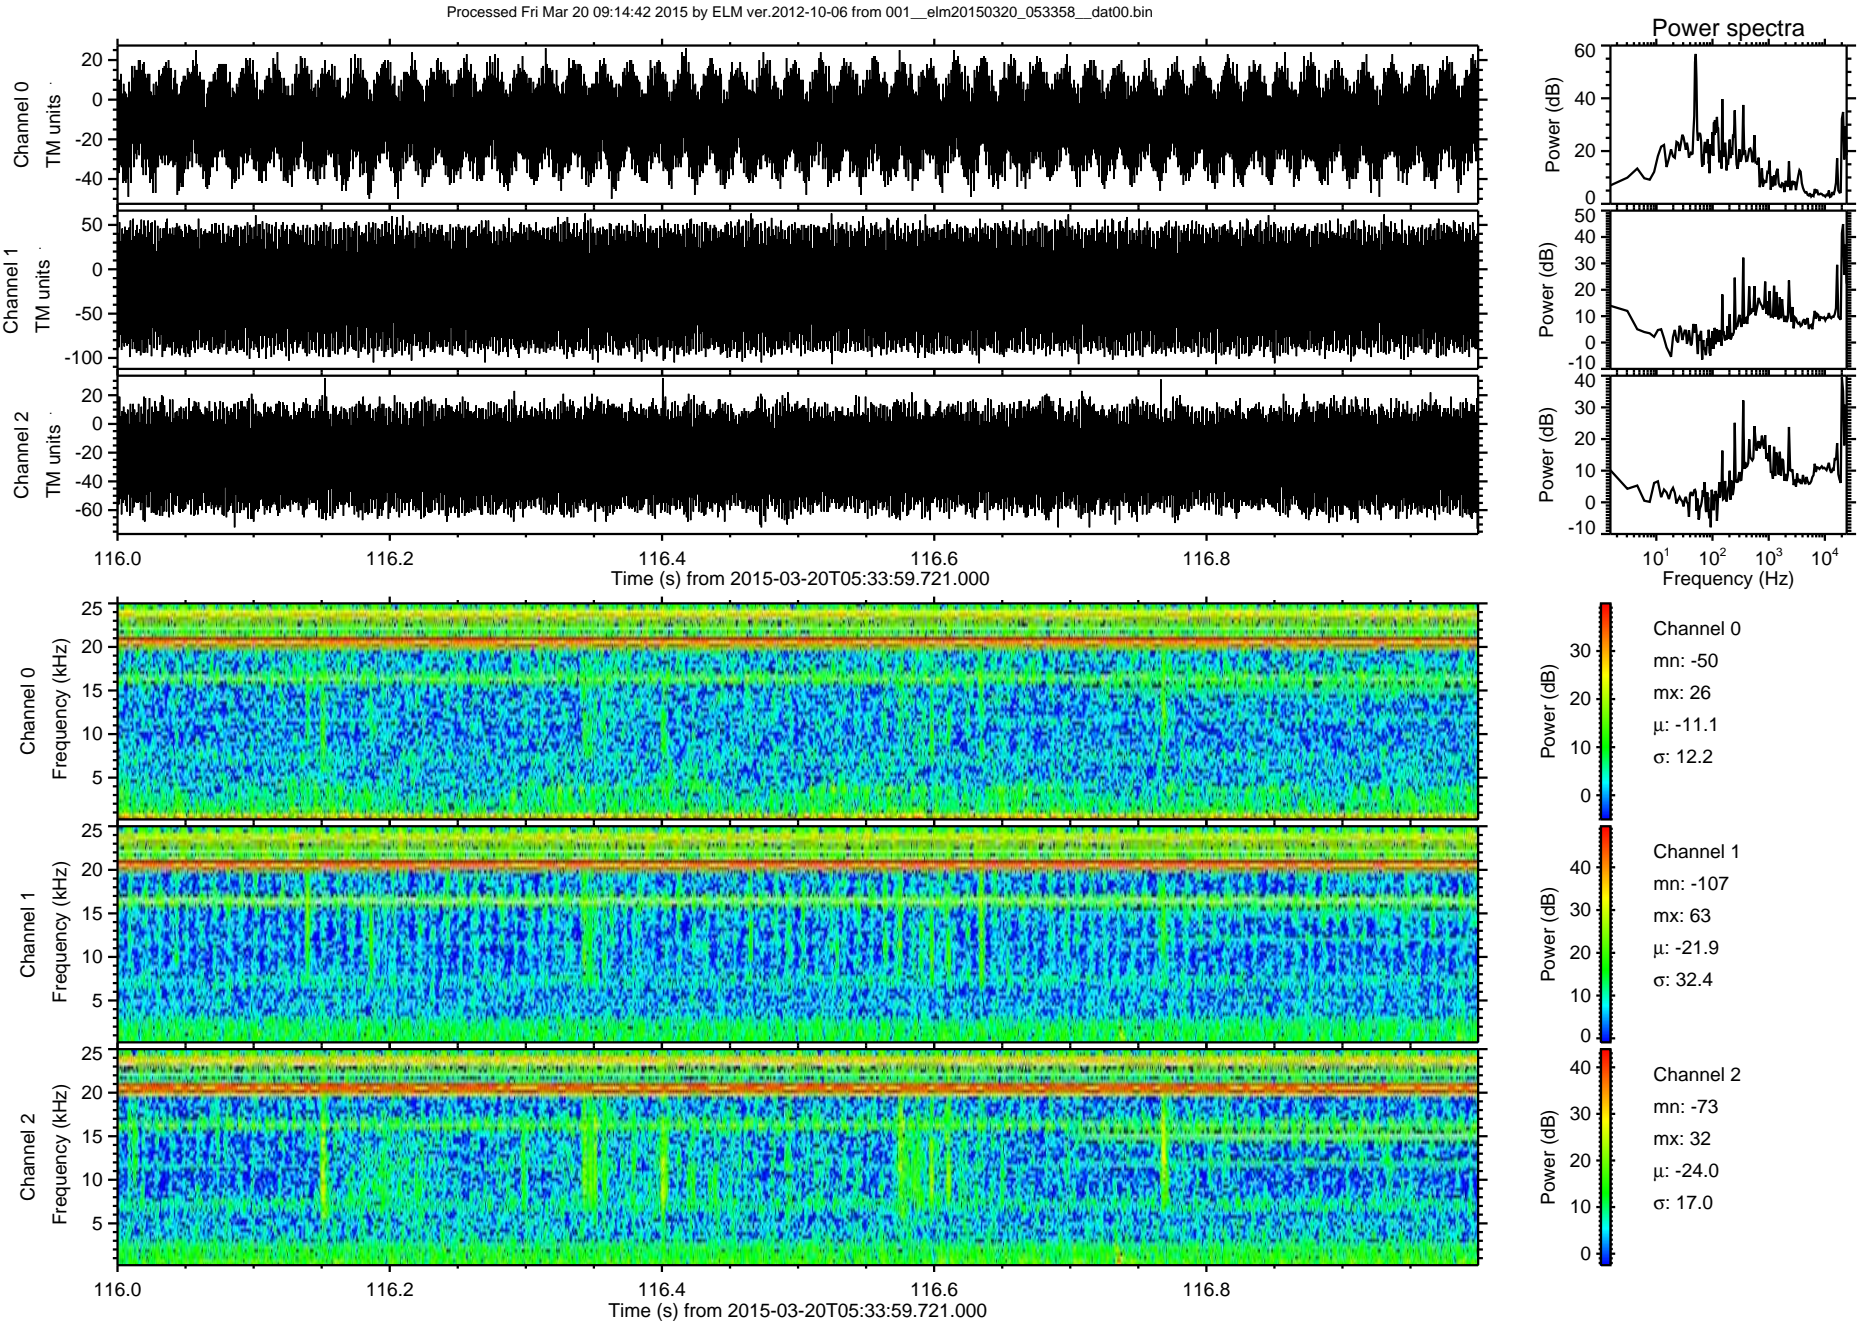 Processed Fri Mar 20 09:14:42 2015 by ELM ver.2012-10-06 from 001__elm20150320_053358__dat00.bin
Power spectra
Channel 0
TM units
20
0
-20
-40
Power (dB)
60
40
20
0
Channel 1
TM units
50
0
-50
-100
Power (dB)
50
40
30
20
10
0
-10
Channel 2
TM units
20
0
-20
-40
-60
Power (dB)
40
30
20
10
0
-10
116.0 116.2 116.4 116.6 116.8
Time (s) from 2015-03-20T05:33:59.721.000
10¹ 10² 10³ 10⁴
Frequency (Hz)
Channel 0
Frequency (kHz)
25
20
15
10
5
Power (dB)
30
20
10
0
Channel 0
mn: -50
mx: 26
μ: -11.1
σ: 12.2
Channel 1
Frequency (kHz)
25
20
15
10
5
Power (dB)
40
30
20
10
0
Channel 1
mn: -107
mx: 63
μ: -21.9
σ: 32.4
Channel 2
Frequency (kHz)
25
20
15
10
5
Power (dB)
40
30
20
10
0
Channel 2
mn: -73
mx: 32
μ: -24.0
σ: 17.0
116.0 116.2 116.4 116.6 116.8
Time (s) from 2015-03-20T05:33:59.721.000